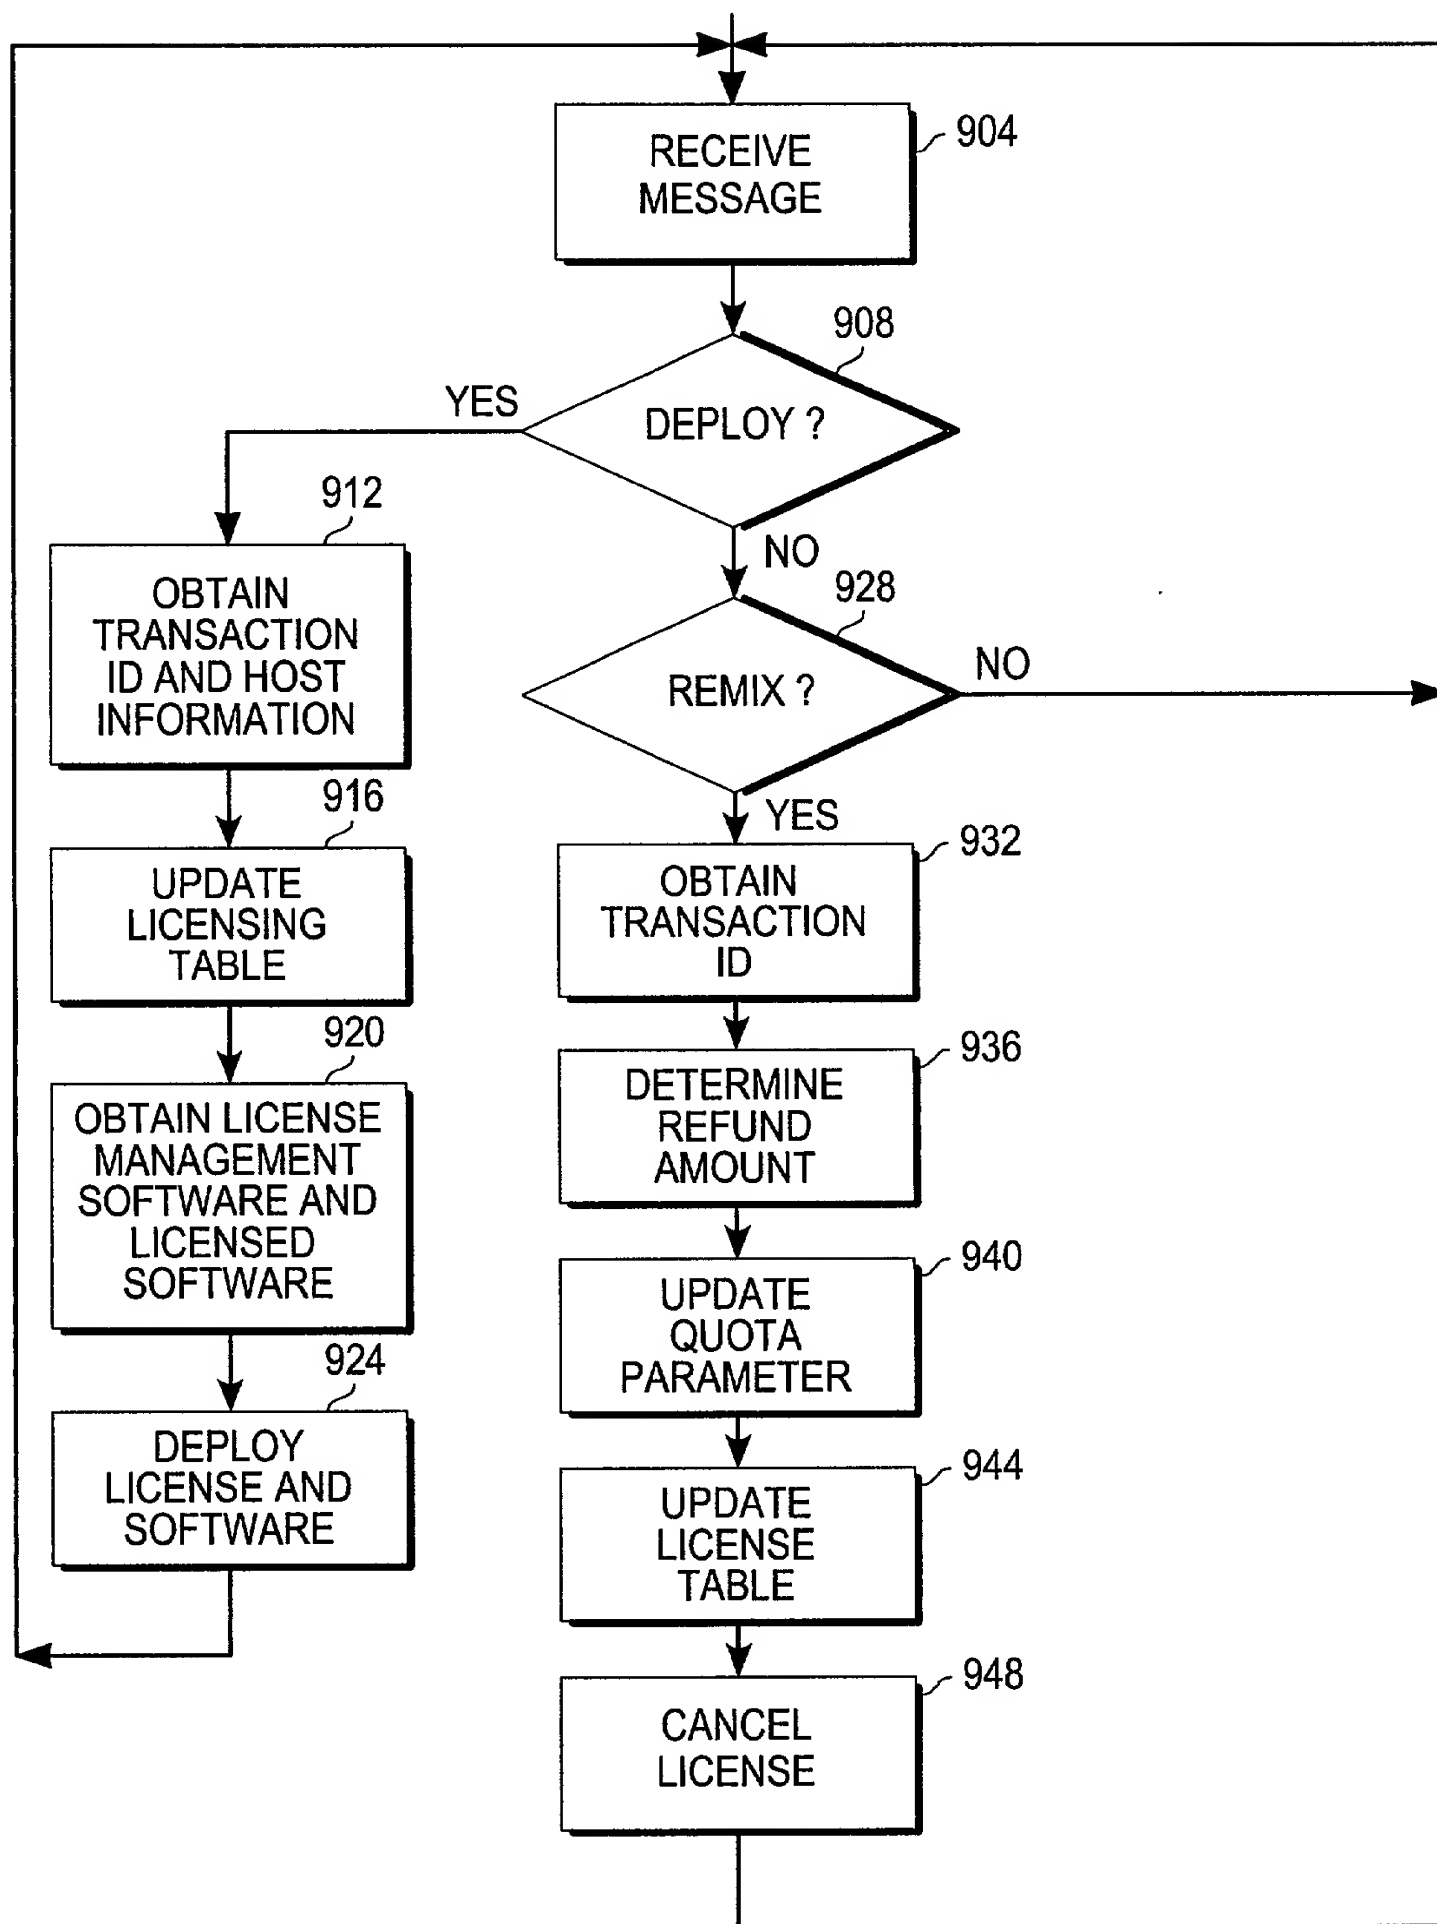 904
RECEIVE
MESSAGE
908
YES
DEPLOY ?
NO
912
OBTAIN
TRANSACTION
ID AND HOST
INFORMATION
928
REMIX ?
NO
YES
916
UPDATE
LICENSING
TABLE
932
OBTAIN
TRANSACTION
ID
920
OBTAIN LICENSE
MANAGEMENT
SOFTWARE AND
LICENSED
SOFTWARE
936
DETERMINE
REFUND
AMOUNT
924
DEPLOY
LICENSE AND
SOFTWARE
940
UPDATE
QUOTA
PARAMETER
944
UPDATE
LICENSE
TABLE
948
CANCEL
LICENSE